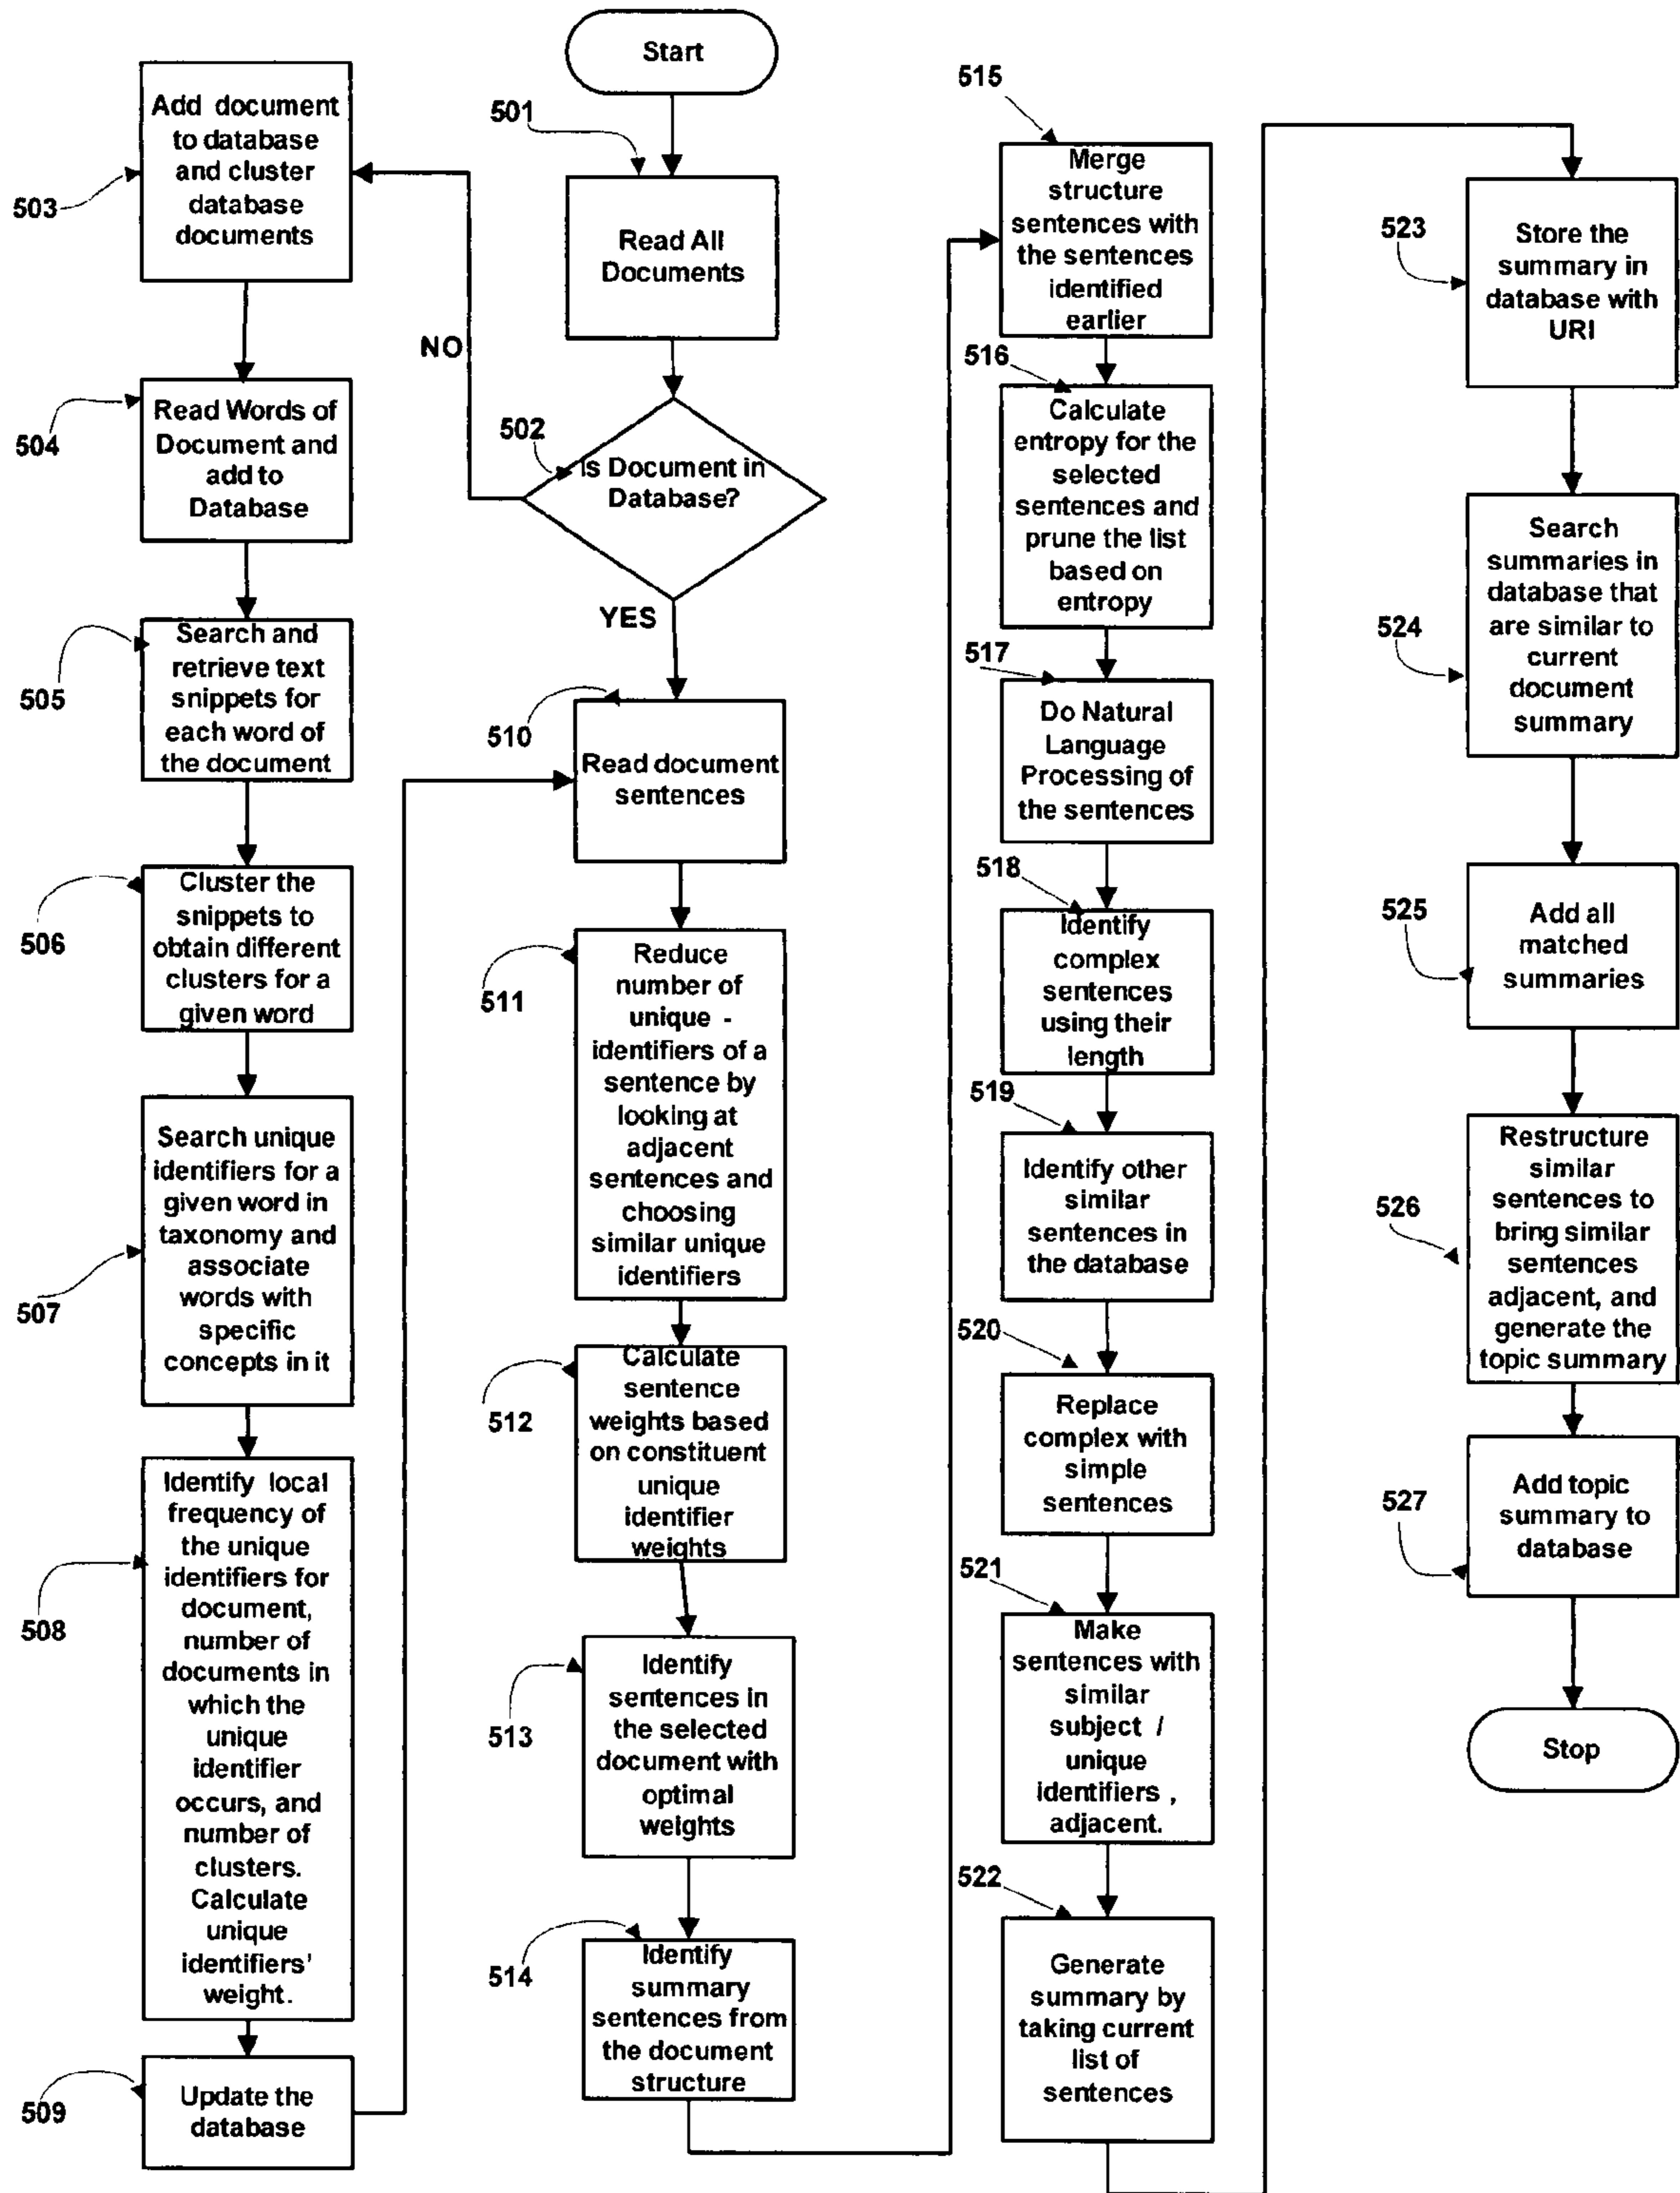 Start
501
Read All
Documents
502
Is Document in
Database?
NO
YES
503
Add document
to database
and cluster
database
documents
504
Read Words of
Document and
add to
Database
505
Search and
retrieve text
snippets for
each word of
the document
506
Cluster the
snippets to
obtain different
clusters for a
given word
507
Search unique
identifiers for a
given word in
taxonomy and
associate
words with
specific
concepts in it
508
Identify local
frequency of
the unique
identifiers for
document,
number of
documents in
which the
unique
identifier
occurs, and
number of
clusters.
Calculate
unique
identifiers'
weight.
509
Update the
database
510
Read document
sentences
511
Reduce
number of
unique -
identifiers of a
sentence by
looking at
adjacent
sentences and
choosing
similar unique
identifiers
512
Calculate
sentence
weights based
on constituent
unique
identifier
weights
513
Identify
sentences in
the selected
document with
optimal
weights
514
Identify
summary
sentences from
the document
structure
515
Merge
structure
sentences with
the sentences
identified
earlier
516
Calculate
entropy for the
selected
sentences and
prune the list
based on
entropy
517
Do Natural
Language
Processing of
the sentences
518
Identify
complex
sentences
using their
length
519
Identify other
similar
sentences in
the database
520
Replace
complex with
simple
sentences
521
Make
sentences with
similar
subject /
unique
identifiers ,
adjacent.
522
Generate
summary by
taking current
list of
sentences
523
Store the
summary in
database with
URI
524
Search
summaries in
database that
are similar to
current
document
summary
525
Add all
matched
summaries
526
Restructure
similar
sentences to
bring similar
sentences
adjacent, and
generate the
topic summary
527
Add topic
summary to
database
Stop